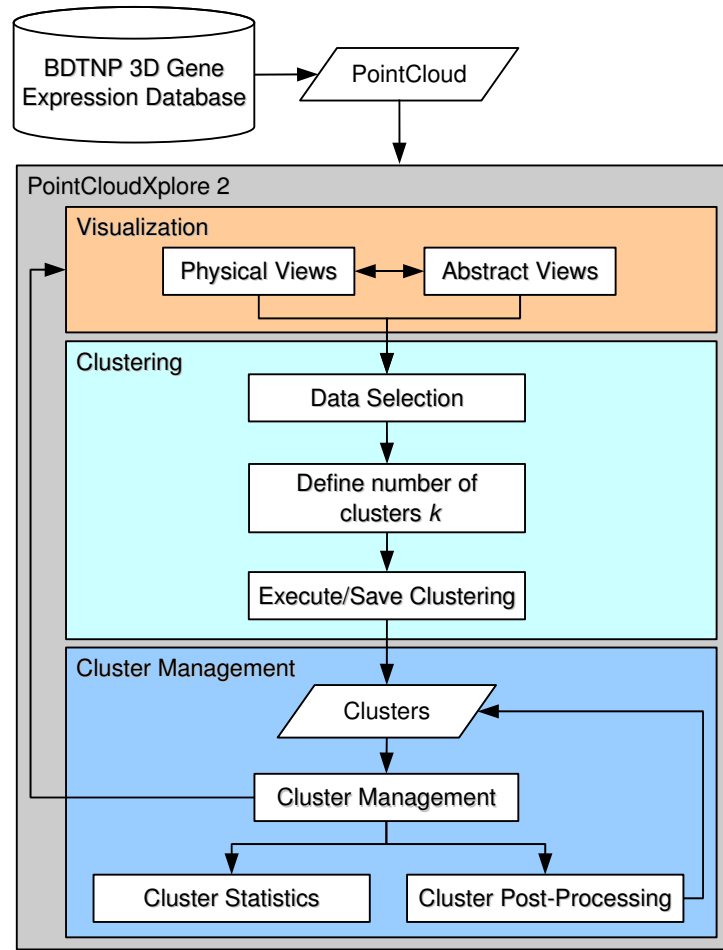 BDTNP 3D Gene
Expression Database
PointCloud
PointCloudXplore 2
Visualization
Physical Views
Abstract Views
Clustering
Data Selection
Define number of
clusters k
Execute/Save Clustering
Cluster Management
Clusters
Cluster Management
Cluster Statistics
Cluster Post-Processing